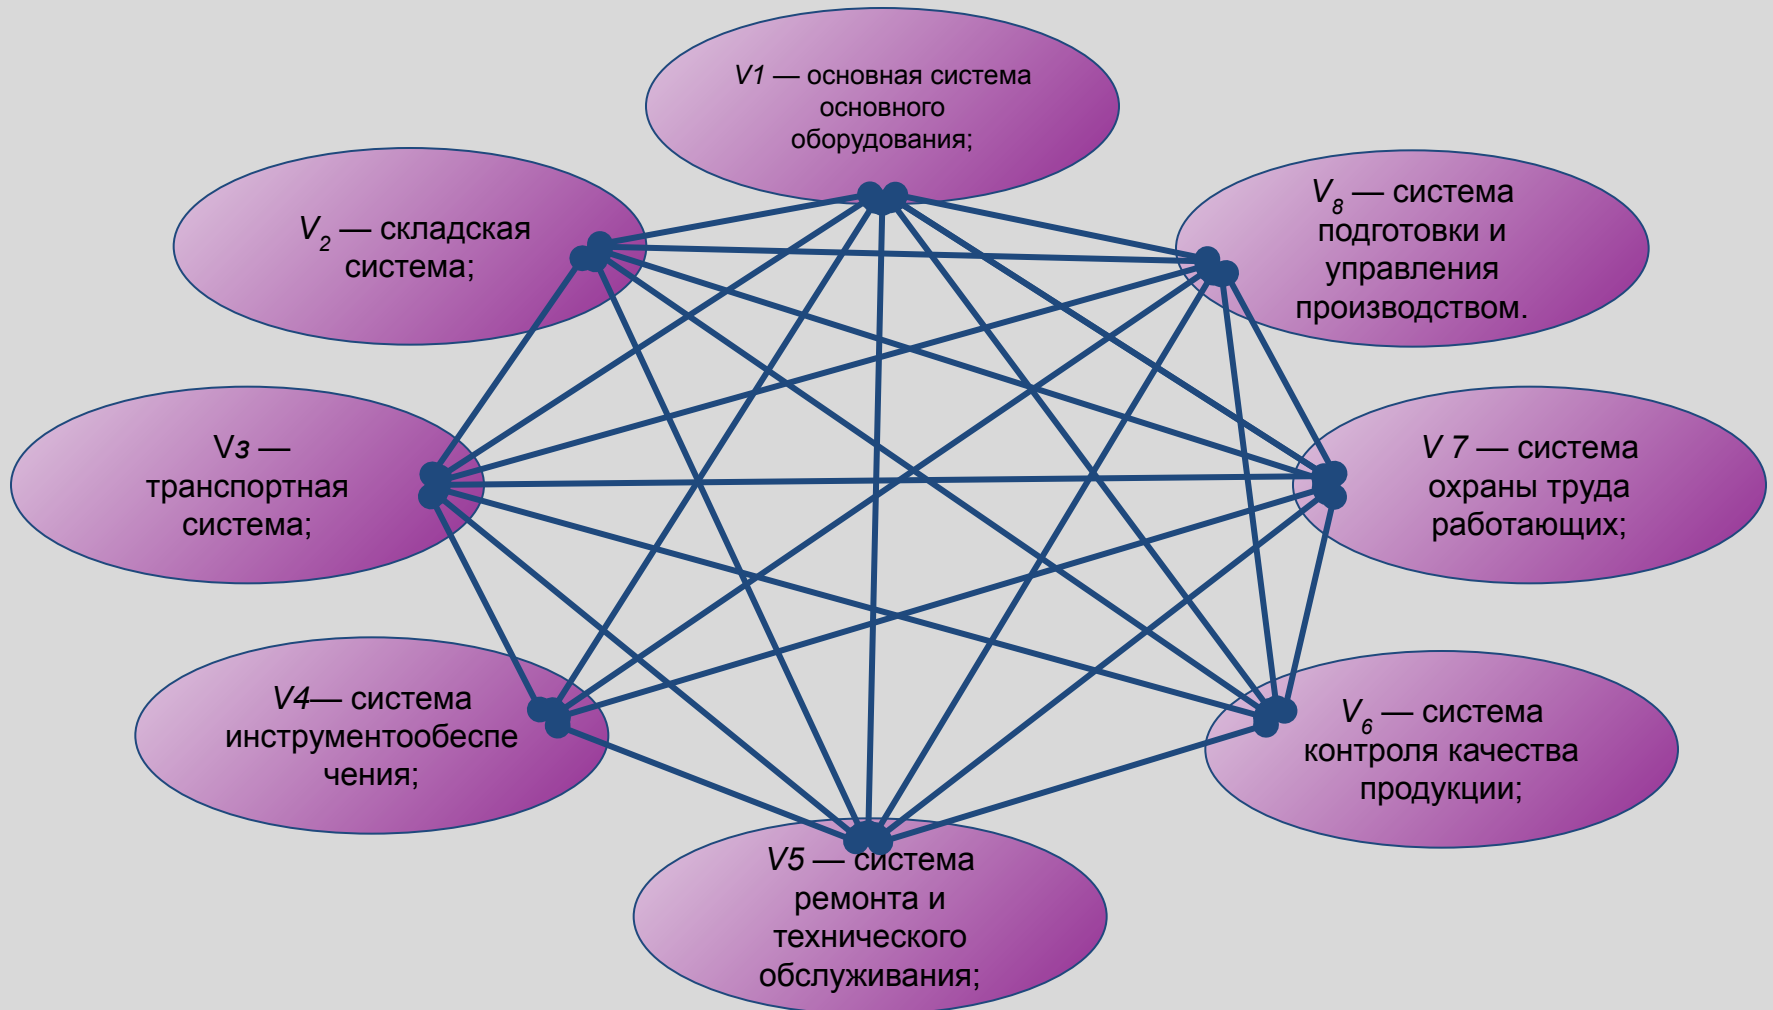 V1 — основная система
основного
оборудования;
V2 — складская
система;
V8 — система
подготовки и
управления
производством.
Vз —
транспортная
система;
V 7 — система
охраны труда
работающих;
V4— система
инструментообеспе
чения;
V6 — система
контроля качества
продукции;
V5 — система
ремонта и
технического
обслуживания;